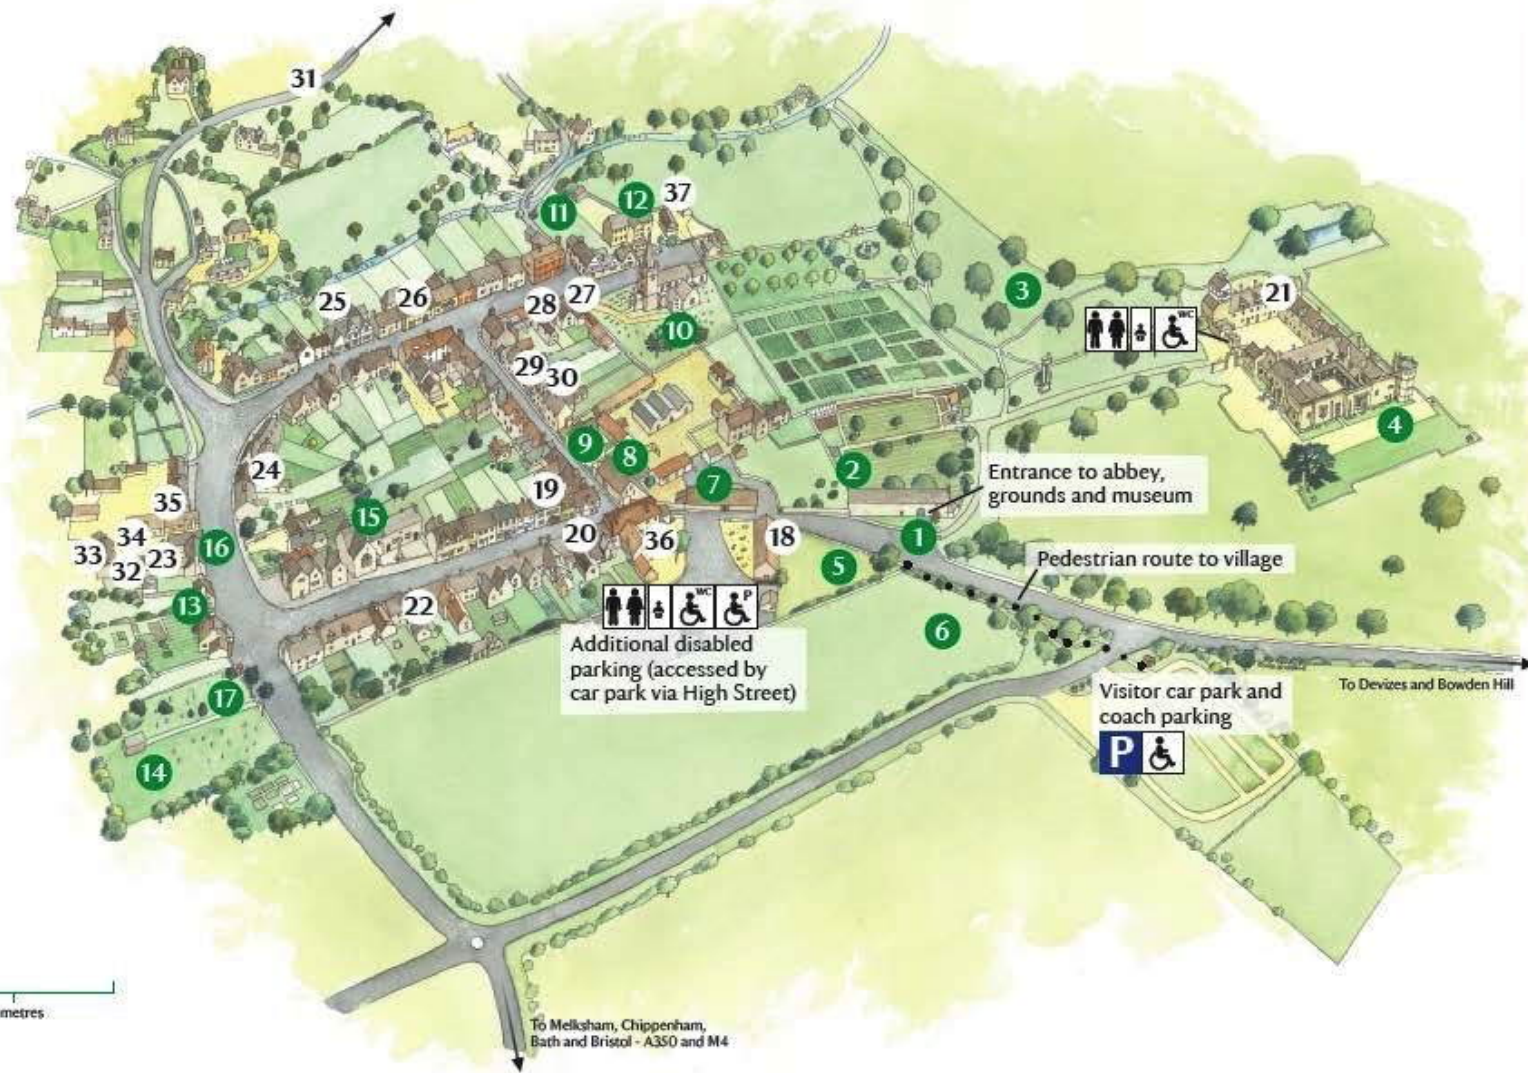 31
11
12
37
25
26
28
27
10
3
21
WC
29
30
9
8
4
24
2
7
19
Entrance to abbey,
grounds and museum
35
15
34
20
36
18
1
33
32
23
16
5
Pedestrian route to village
13
22
WC
P
6
Additional disabled
parking (accessed by
car park via High Street)
17
To Devizes and Bowden Hill
Visitor car park and
coach parking
P
14
metres
To Melksham, Chippenham,
Bath and Bristol - A350 and M4